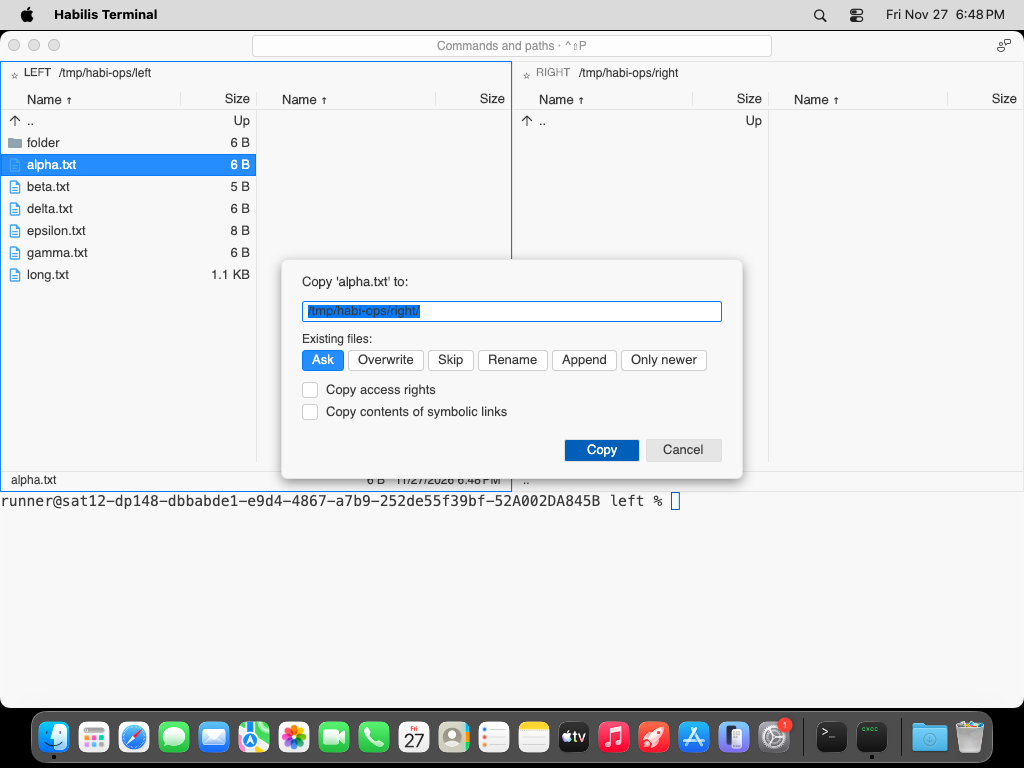 Habilis Terminal
Fri Nov 27 6:48 PM
Commands and paths · ^⇧P
LEFT /tmp/habi-ops/left
RIGHT /tmp/habi-ops/right
Name ↑ Size Name ↑ Size
Name ↑ Size Name ↑ Size
.. Up
.. Up
folder 6 B
alpha.txt 6 B
beta.txt 5 B
delta.txt 6 B
epsilon.txt 8 B
gamma.txt 6 B
long.txt 1.1 KB
Copy 'alpha.txt' to:
/tmp/habi-ops/right/
Existing files:
Ask Overwrite Skip Rename Append Only newer
Copy access rights
Copy contents of symbolic links
Copy Cancel
alpha.txt 6 B 11/27/2026 6:48 PM ..
runner@sat12-dp148-dbbabde1-e9d4-4867-a7b9-252de55f39bf-52A002DA845B left %
Fri
27
tv
1
>_
exec